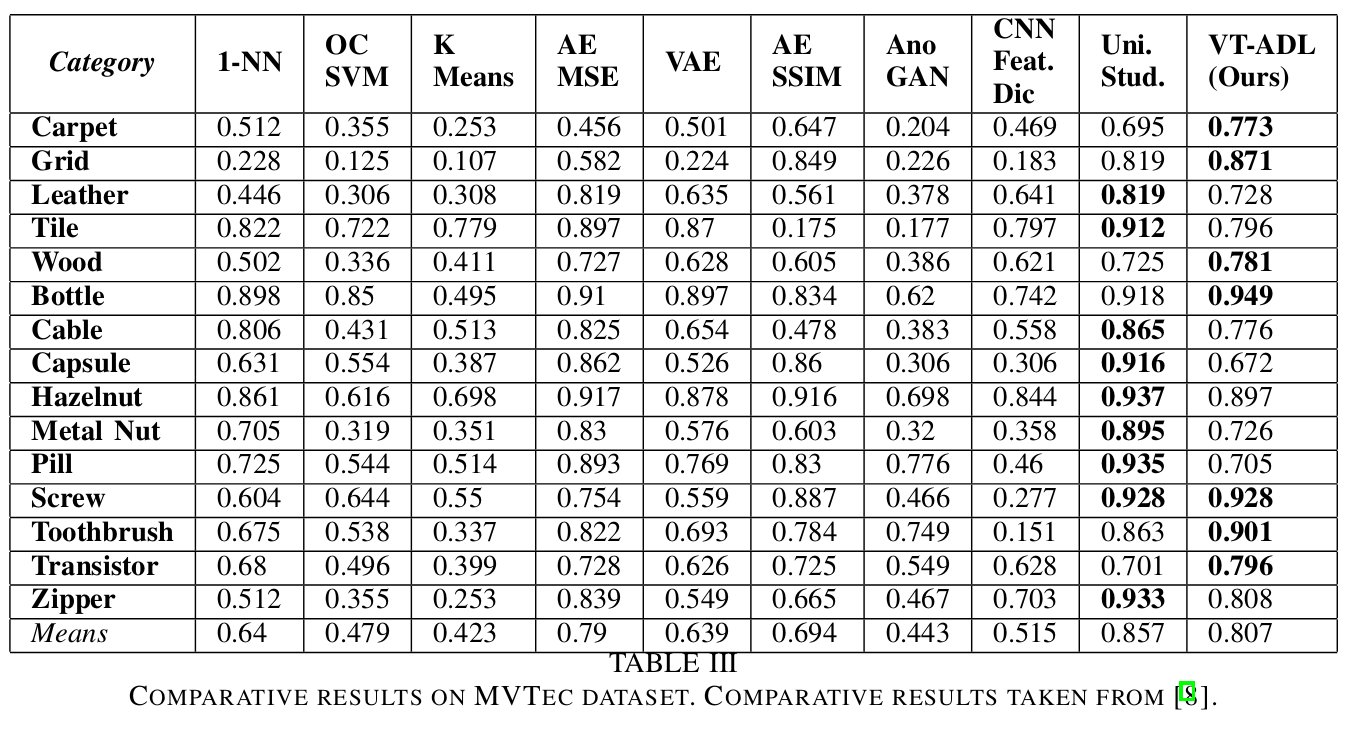 Category 1-NN OC SVM K Means AE MSE VAE AE SSIM Ano GAN CNN Feat. Dic Uni. Stud. VT-ADL (Ours)
Carpet 0.512 0.355 0.253 0.456 0.501 0.647 0.204 0.469 0.695 0.773
Grid 0.228 0.125 0.107 0.582 0.224 0.849 0.226 0.183 0.819 0.871
Leather 0.446 0.306 0.308 0.819 0.635 0.561 0.378 0.641 0.819 0.728
Tile 0.822 0.722 0.779 0.897 0.87 0.175 0.177 0.797 0.912 0.796
Wood 0.502 0.336 0.411 0.727 0.628 0.605 0.386 0.621 0.725 0.781
Bottle 0.898 0.85 0.495 0.91 0.897 0.834 0.62 0.742 0.918 0.949
Cable 0.806 0.431 0.513 0.825 0.654 0.478 0.383 0.558 0.865 0.776
Capsule 0.631 0.554 0.387 0.862 0.526 0.86 0.306 0.306 0.916 0.672
Hazelnut 0.861 0.616 0.698 0.917 0.878 0.916 0.698 0.844 0.937 0.897
Metal Nut 0.705 0.319 0.351 0.83 0.576 0.603 0.32 0.358 0.895 0.726
Pill 0.725 0.544 0.514 0.893 0.769 0.83 0.776 0.46 0.935 0.705
Screw 0.604 0.644 0.55 0.754 0.559 0.887 0.466 0.277 0.928 0.928
Toothbrush 0.675 0.538 0.337 0.822 0.693 0.784 0.749 0.151 0.863 0.901
Transistor 0.68 0.496 0.399 0.728 0.626 0.725 0.549 0.628 0.701 0.796
Zipper 0.512 0.355 0.253 0.839 0.549 0.665 0.467 0.703 0.933 0.808
Means 0.64 0.479 0.423 0.79 0.639 0.694 0.443 0.515 0.857 0.807
TABLE III
COMPARATIVE RESULTS ON MVTEC DATASET. COMPARATIVE RESULTS TAKEN FROM [8].